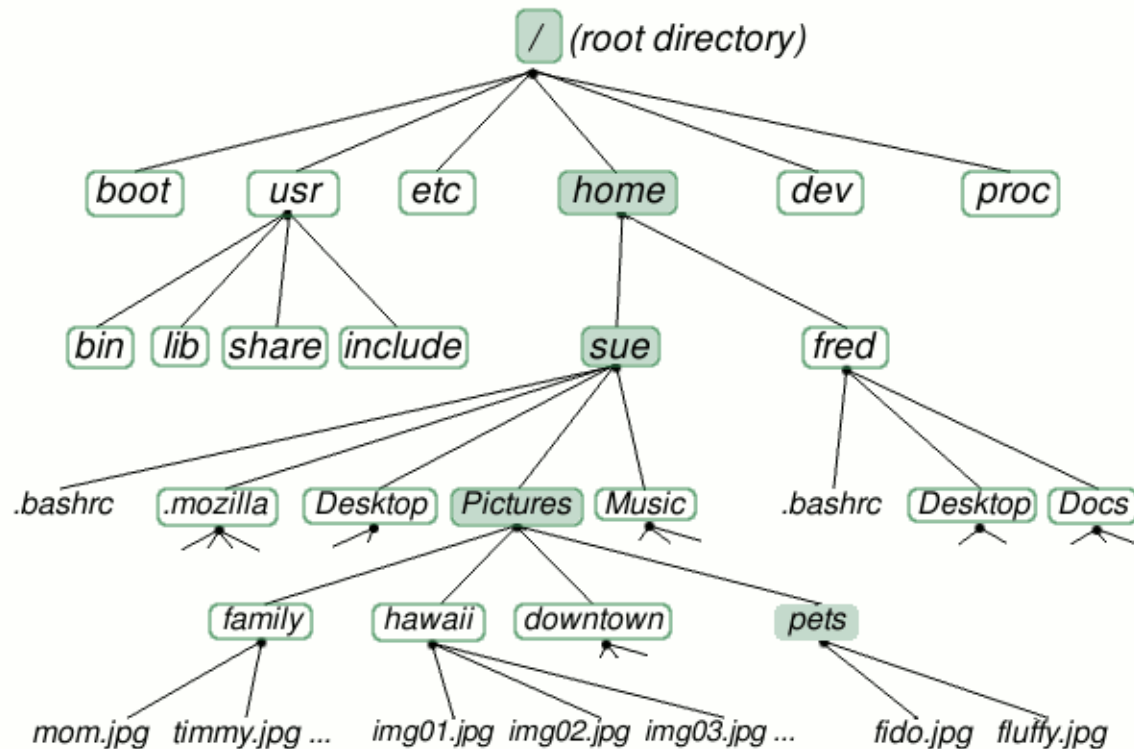 / (root directory)
boot usr etc home dev proc
bin lib share include sue fred
.bashrc .mozilla Desktop Pictures Music .bashrc Desktop Docs
family hawaii downtown pets
mom.jpg timmy.jpg ... img01.jpg img02.jpg img03.jpg ... fido.jpg fluffy.jpg